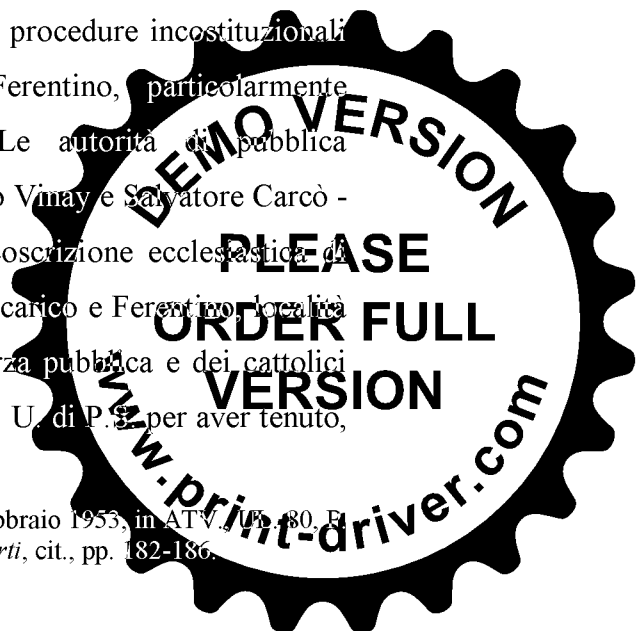 procedure incostituzionali
Ferentino, particolarmente
Le autorità di pubblica
o Vinay e Salvatore Carcò -
oscrizione ecclesiastica di
carico e Ferentino, località
rza pubblica e dei cattolici
U. di P.S. per aver tenuto,
bbraio 1953, in ATV., UL. 80, F.
rti, cit., pp. 182-186.
DEMO VERSION
PLEASE
ORDER FULL
VERSION
www.print-driver.com